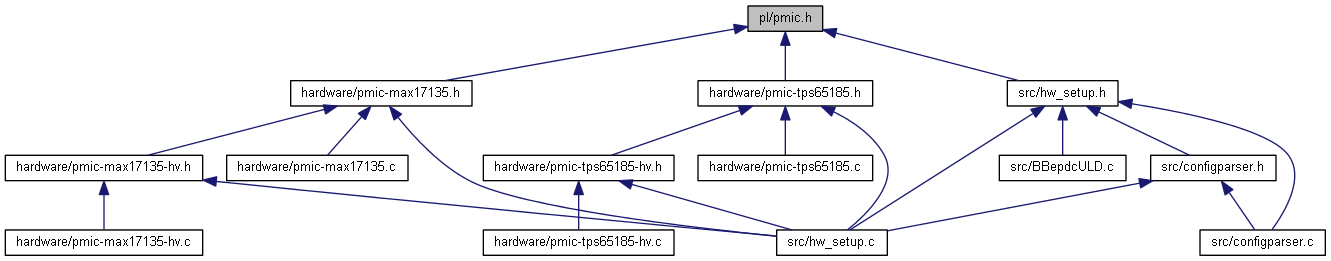 pl/pmic.h
hardware/pmic-max17135.h
hardware/pmic-tps65185.h
src/hw_setup.h
hardware/pmic-max17135-hv.h
hardware/pmic-max17135.c
hardware/pmic-tps65185-hv.h
hardware/pmic-tps65185.c
src/BBepdcULD.c
src/configparser.h
hardware/pmic-max17135-hv.c
hardware/pmic-tps65185-hv.c
src/hw_setup.c
src/configparser.c